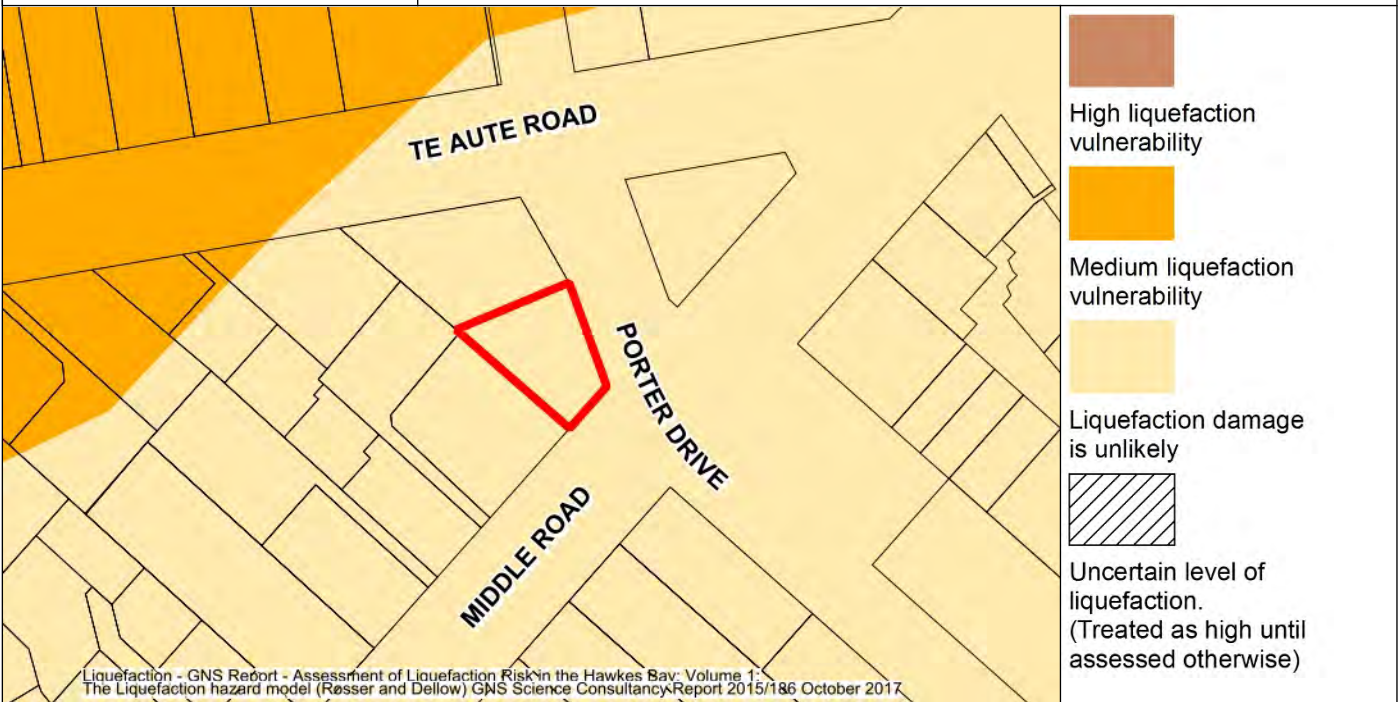 TE AUTE ROAD
PORTER DRIVE
MIDDLE ROAD
Liquefaction - GNS Report - Assessment of Liquefaction Risk in the Hawkes Bay: Volume 1:
The Liquefaction hazard model (Rosser and Dellow) GNS Science Consultancy Report 2015/186 October 2017
High liquefaction
vulnerability
Medium liquefaction
vulnerability
Liquefaction damage
is unlikely
Uncertain level of
liquefaction.
(Treated as high until
assessed otherwise)